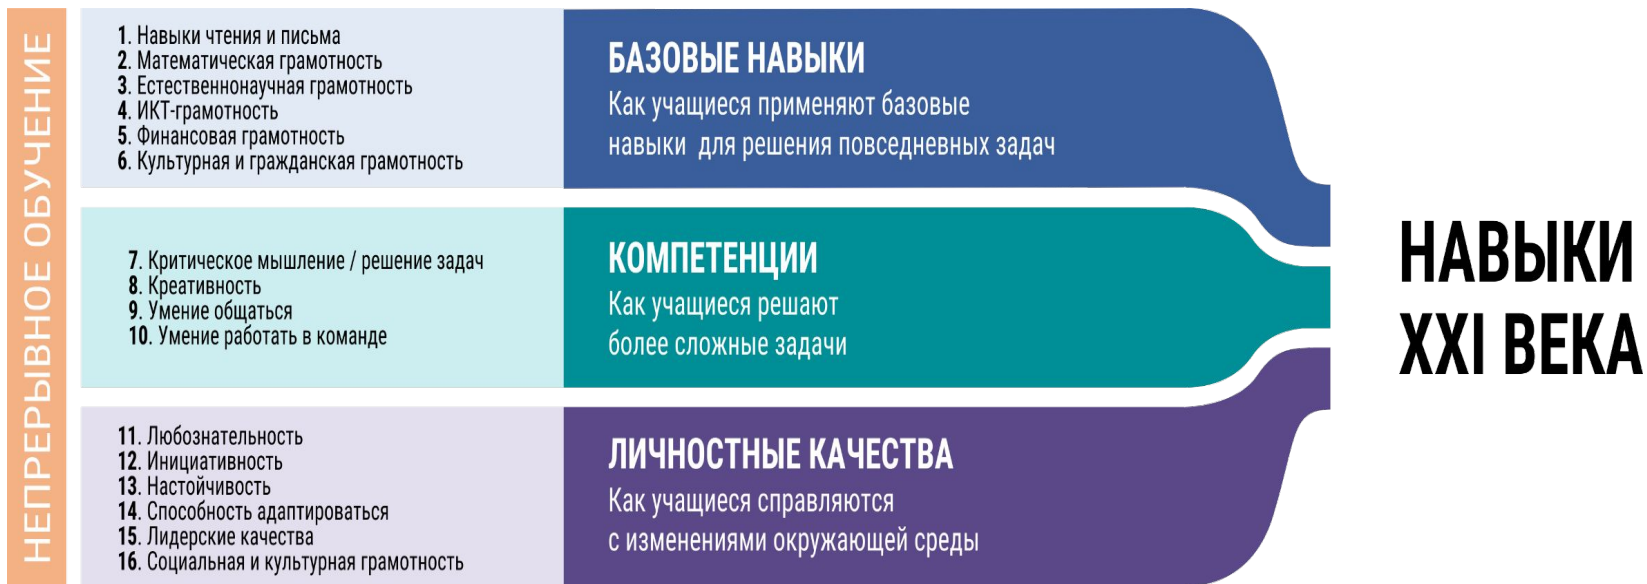 НЕПРЕРЫВНОЕ ОБУЧЕНИЕ
1. Навыки чтения и письма
2. Математическая грамотность
3. Естественнонаучная грамотность
4. ИКТ-грамотность
5. Финансовая грамотность
6. Культурная и гражданская грамотность
БАЗОВЫЕ НАВЫКИ
Как учащиеся применяют базовые
навыки для решения повседневных задач
7. Критическое мышление / решение задач
8. Креативность
9. Умение общаться
10. Умение работать в команде
КОМПЕТЕНЦИИ
Как учащиеся решают
более сложные задачи
11. Любознательность
12. Инициативность
13. Настойчивость
14. Способность адаптироваться
15. Лидерские качества
16. Социальная и культурная грамотность
ЛИЧНОСТНЫЕ КАЧЕСТВА
Как учащиеся справляются
с изменениями окружающей среды
НАВЫКИ
XXI ВЕКА